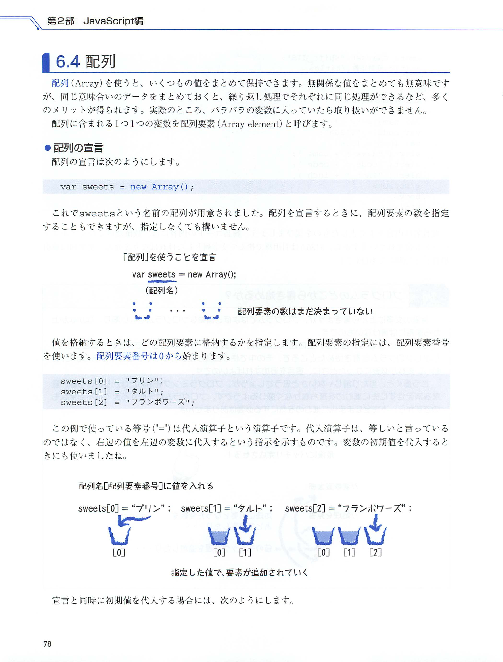 第2部 JavaScript編
6.4 配列
配列(Array)を使うと、いくつもの値をまとめて保持できます。無関係な値をまとめても無意味です
が、同じ意味合いのデータをまとめておくと、繰り返し処理でそれぞれに同じ処理ができるなど、多く
のメリットが得られます。実際のところ、バラバラの変数に入っていたら取り扱いができません。
配列に含まれる1つ1つの変数を配列要素(Array element)と呼びます。
●配列の宣言
配列の宣言は次のようにします。
var sweets = new Array();
これでsweetsという名前の配列が用意されました。配列を宣言するときに、配列要素の数を指定
することもできますが、指定しなくても構いません。
「配列」を使うことを宣言
var sweets = new Array();
(配列名)
... 配列要素の数はまだ決まっていない
値を格納するときは、どの配列要素に格納するかを指定します。配列要素の指定には、配列要素番号
を使います。配列要素番号は0から始まります。
sweets[0] = "プリン";
sweets[1] = "タルト";
sweets[2] = "フランボワーズ";
この例で使っている等号("=")は代入演算子という演算子です。代入演算子は、等しいと言っている
のではなく、右辺の値を左辺の変数に代入するという指示を示すものです。変数の初期値を代入すると
きにも使いましたね。
配列名[配列要素番号]に値を入れる
sweets[0] = "プリン"; sweets[1] = "タルト"; sweets[2] = "フランボワーズ";
[0] [0] [1] [0] [1] [2]
指定した値で、要素が追加されていく
宣言と同時に初期値を代入する場合には、次のようにします。
78